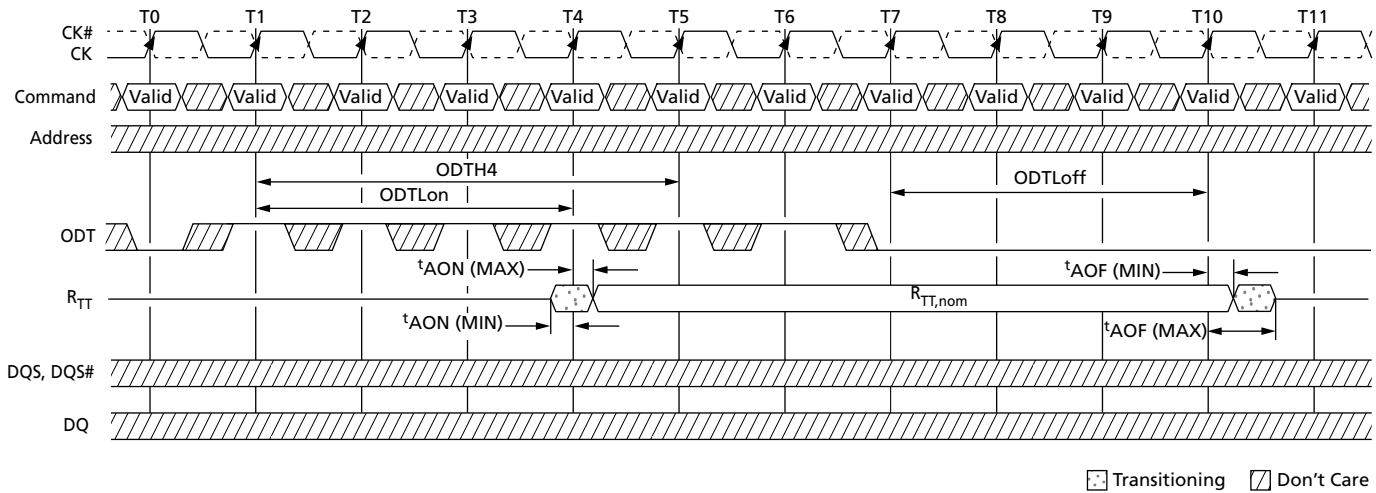 T0 T1 T2 T3 T4 T5 T6 T7 T8 T9 T10 T11
CK#
CK
Command Valid Valid Valid Valid Valid Valid Valid Valid Valid Valid Valid Valid
Address
ODTH4
ODTLoff
ODTLon
ODT
tAON (MAX)
tAOF (MIN)
RTT
RTT,nom
tAON (MIN)
tAOF (MAX)
DQS, DQS#
DQ
Transitioning Don't Care